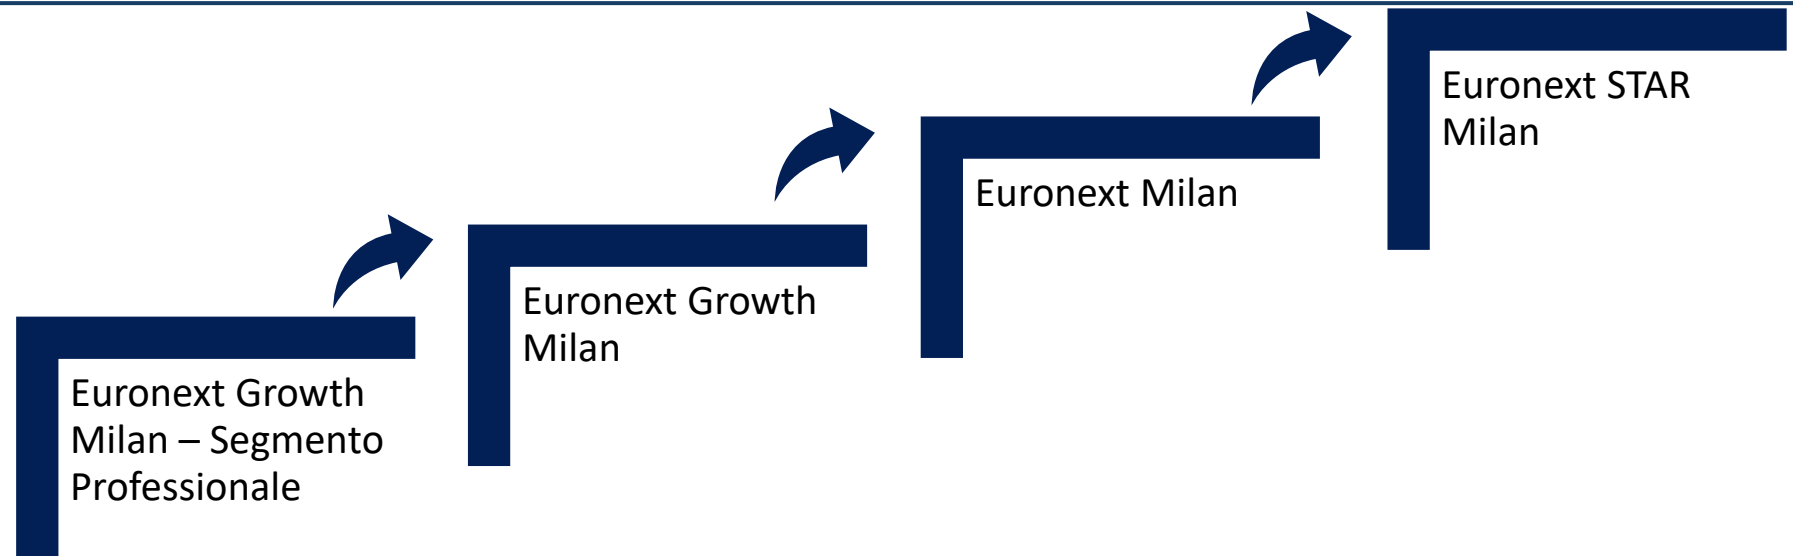 Euronext Growth
Milan – Segmento
Professionale
Euronext Growth
Milan
Euronext Milan
Euronext STAR
Milan